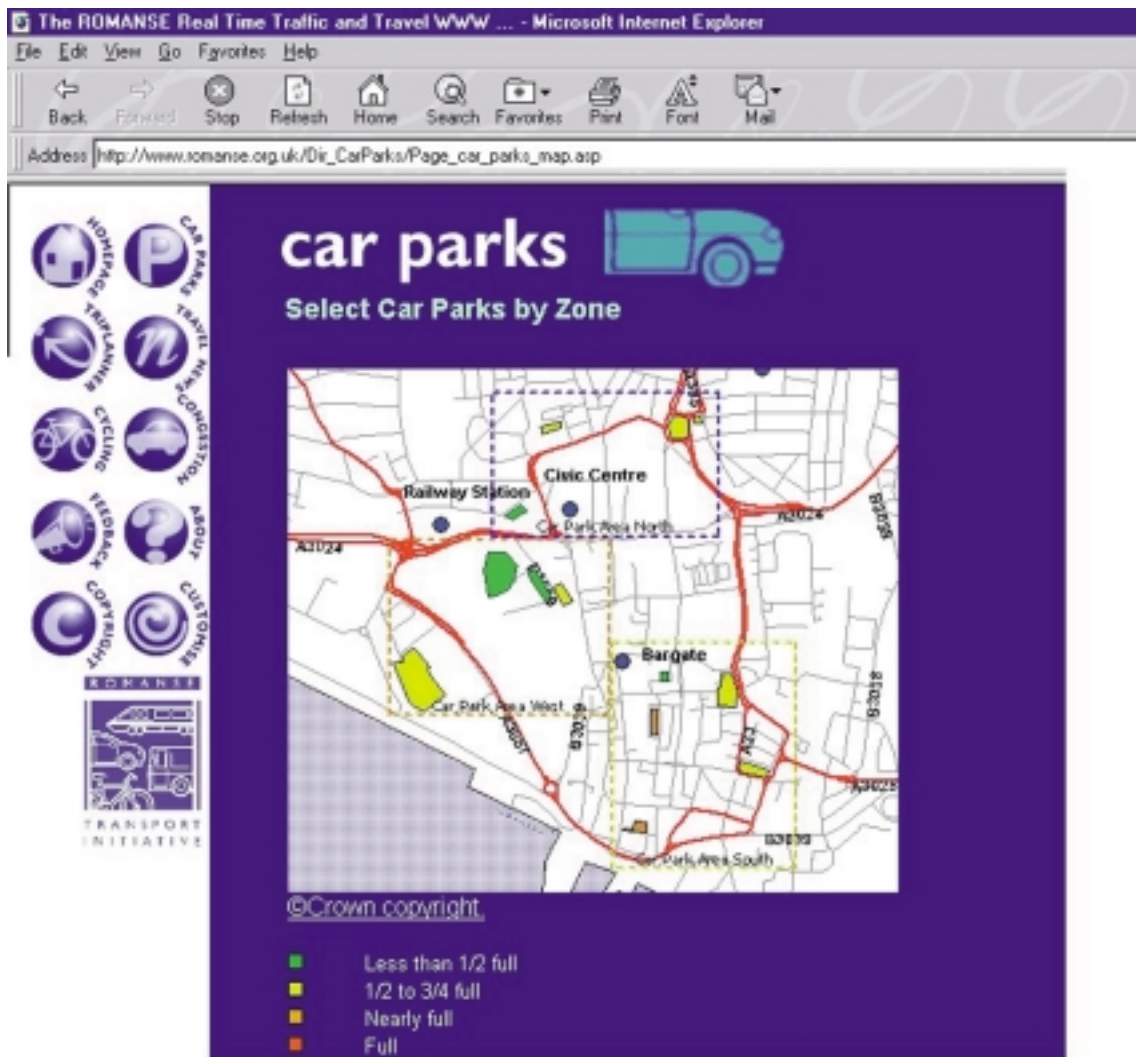 The ROMANSE Real Time Traffic and Travel WWW ... - Microsoft Internet Explorer
File Edit View Go Favorites Help
Back Forward Stop Refresh Home Search Favorites Print Font Mail
Address http://www.romanse.org.uk/Dir_CarParks/Page_car_parks_map.asp
HOMEPAGE
CAR PARKS
TRIPLANNER
TRAVEL NEWS
CYCLING
CONGESTION
FEEDBACK
ABOUT
COPYRIGHT
CUSTOMISE
ROMANSE
TRANSPORT
INITIATIVE
car parks
Select Car Parks by Zone
Civic Centre
Railway Station
Car Park Area North
A3024
A3024
Bargate
Car Park Area West
A3057
B3039
B3038
A33
A3025
B3039
Car Park Area South
©Crown copyright.
Less than 1/2 full
1/2 to 3/4 full
Nearly full
Full